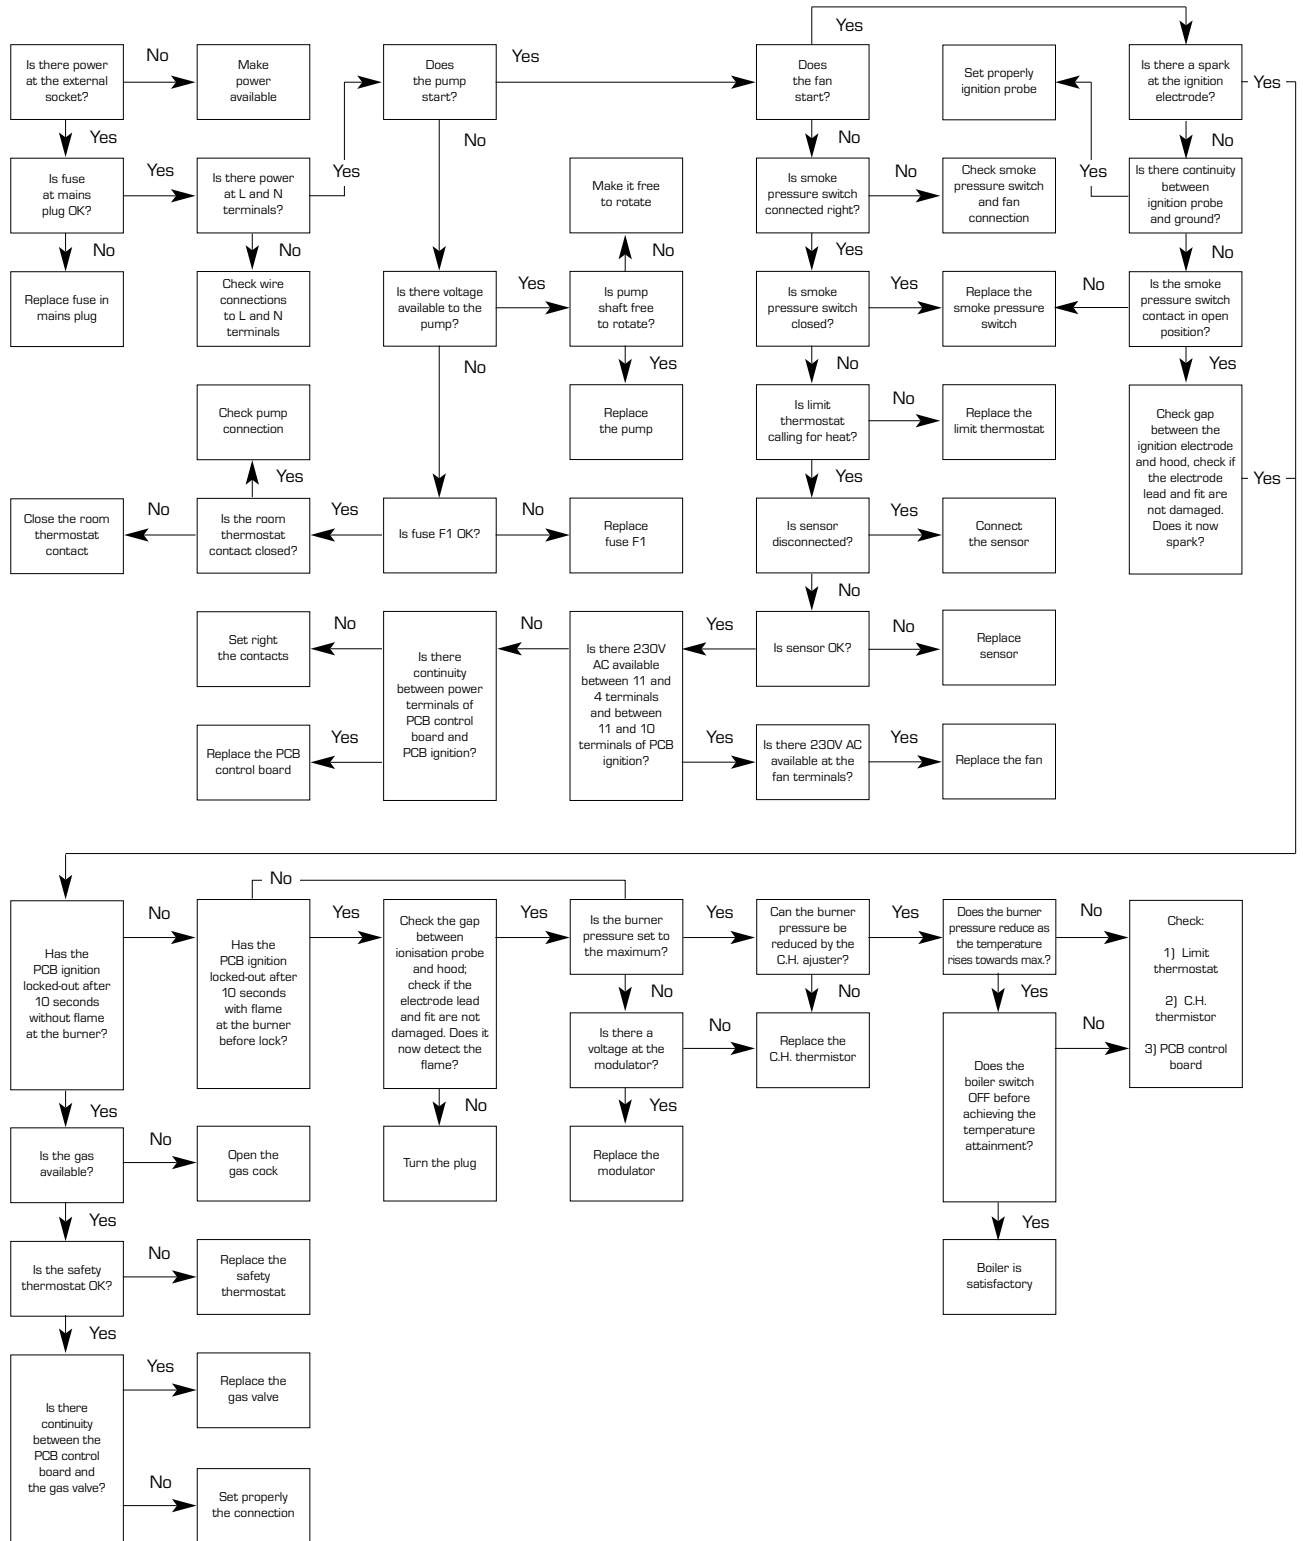 Is there power
at the external
socket?
No
Make
power
available
Does
the pump
start?
Yes
Does
the fan
start?
Yes
Set properly
ignition probe
Is there a spark
at the ignition
electrode?
Yes
Yes
Is fuse
at mains
plug OK?
Yes
Is there power
at L and N
terminals?
Yes
No
Make it free
to rotate
No
Is smoke
pressure switch
connected right?
No
Check smoke
pressure switch
and fan
connection
Yes
No
Is there continuity
between
ignition probe
and ground?
No
Replace fuse in
mains plug
No
Check wire
connections
to L and N
terminals
Is there voltage
available to the
pump?
Yes
No
Is pump
shaft free
to rotate?
Yes
Is smoke
pressure switch
closed?
Yes
Replace the
smoke pressure
switch
No
No
Is the smoke
pressure switch
contact in open
position?
Check pump
connection
No
Yes
Replace
the pump
No
Is limit
thermostat
calling for heat?
No
Replace the
limit thermostat
Yes
Check gap
between the
ignition electrode
and hood, check if
the electrode
lead and fit are
not damaged.
Does it now
spark?
Yes
Close the room
thermostat
contact
No
Yes
Is the room
thermostat
contact closed?
Yes
Is fuse F1 OK?
No
Replace
fuse F1
Yes
Is sensor
disconnected?
Yes
Connect
the sensor
Set right
the contacts
No
Is there
continuity
between power
terminals of
PCB control
board and
PCB ignition?
No
Is there 230V
AC available
between 11 and
4 terminals
and between
11 and 10
terminals of PCB
ignition?
Yes
No
Is sensor OK?
No
Replace
sensor
Replace the PCB
control board
Yes
Yes
Is there 230V AC
available at the
fan terminals?
Yes
Replace the fan
Has the
PCB ignition
locked-out after
10 seconds
without flame
at the burner?
No
No
Has the
PCB ignition
locked-out after
10 seconds
with flame
at the burner
before lock?
Yes
Check the gap
between
ionisation probe
and hood;
check if the
electrode lead
and fit are not
damaged. Does it
now detect the
flame?
Yes
Is the burner
pressure set to
the maximum?
Yes
Can the burner
pressure be
reduced by the
C.H. ajuster?
Yes
Does the burner
pressure reduce as
the temperature
rises towards max.?
No
Check:
1) Limit
thermostat
2) C.H.
thermistor
3) PCB control
board
No
Is there a
voltage at the
modulator?
No
No
Replace the
C.H. thermistor
Yes
Does the
boiler switch
OFF before
achieving the
temperature
attainment?
No
Yes
Is the gas
available?
No
Open the
gas cock
No
Turn the plug
Yes
Replace the
modulator
Yes
Is the safety
thermostat OK?
No
Replace the
safety
thermostat
Yes
Boiler is
satisfactory
Yes
Is there
continuity
between the
PCB control
board and
the gas valve?
Yes
Replace the
gas valve
No
Set properly
the connection